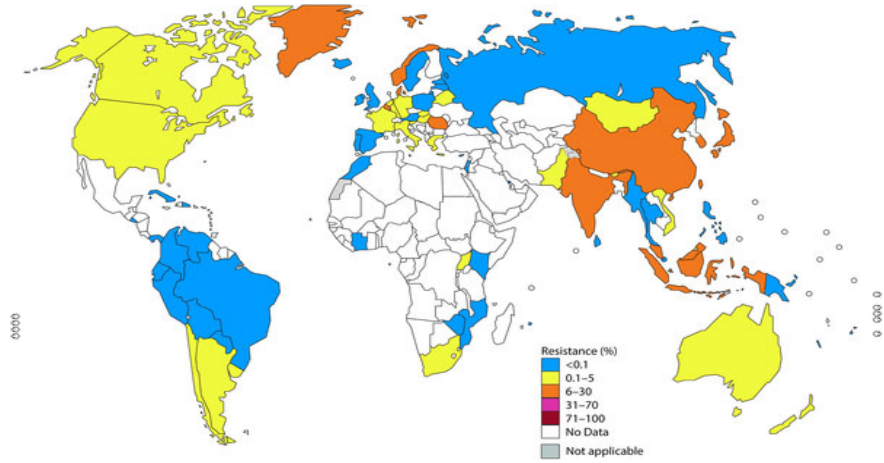 Resistance (%)
<0.1
0.1–5
6–30
31–70
71–100
No Data
Not applicable